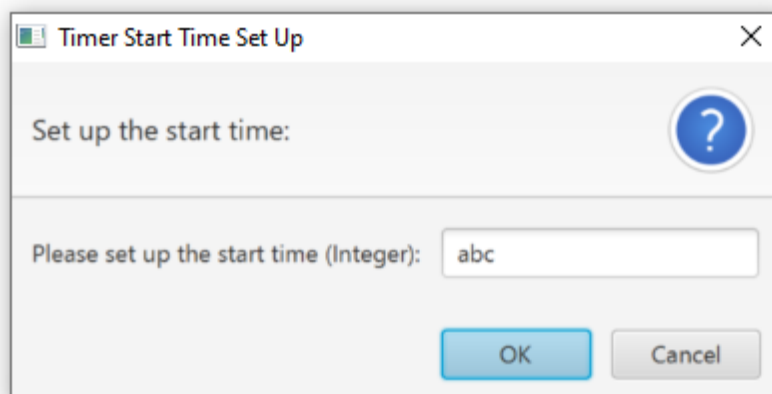 Timer Start Time Set Up
Set up the start time:
?
Please set up the start time (Integer): abc
OK Cancel